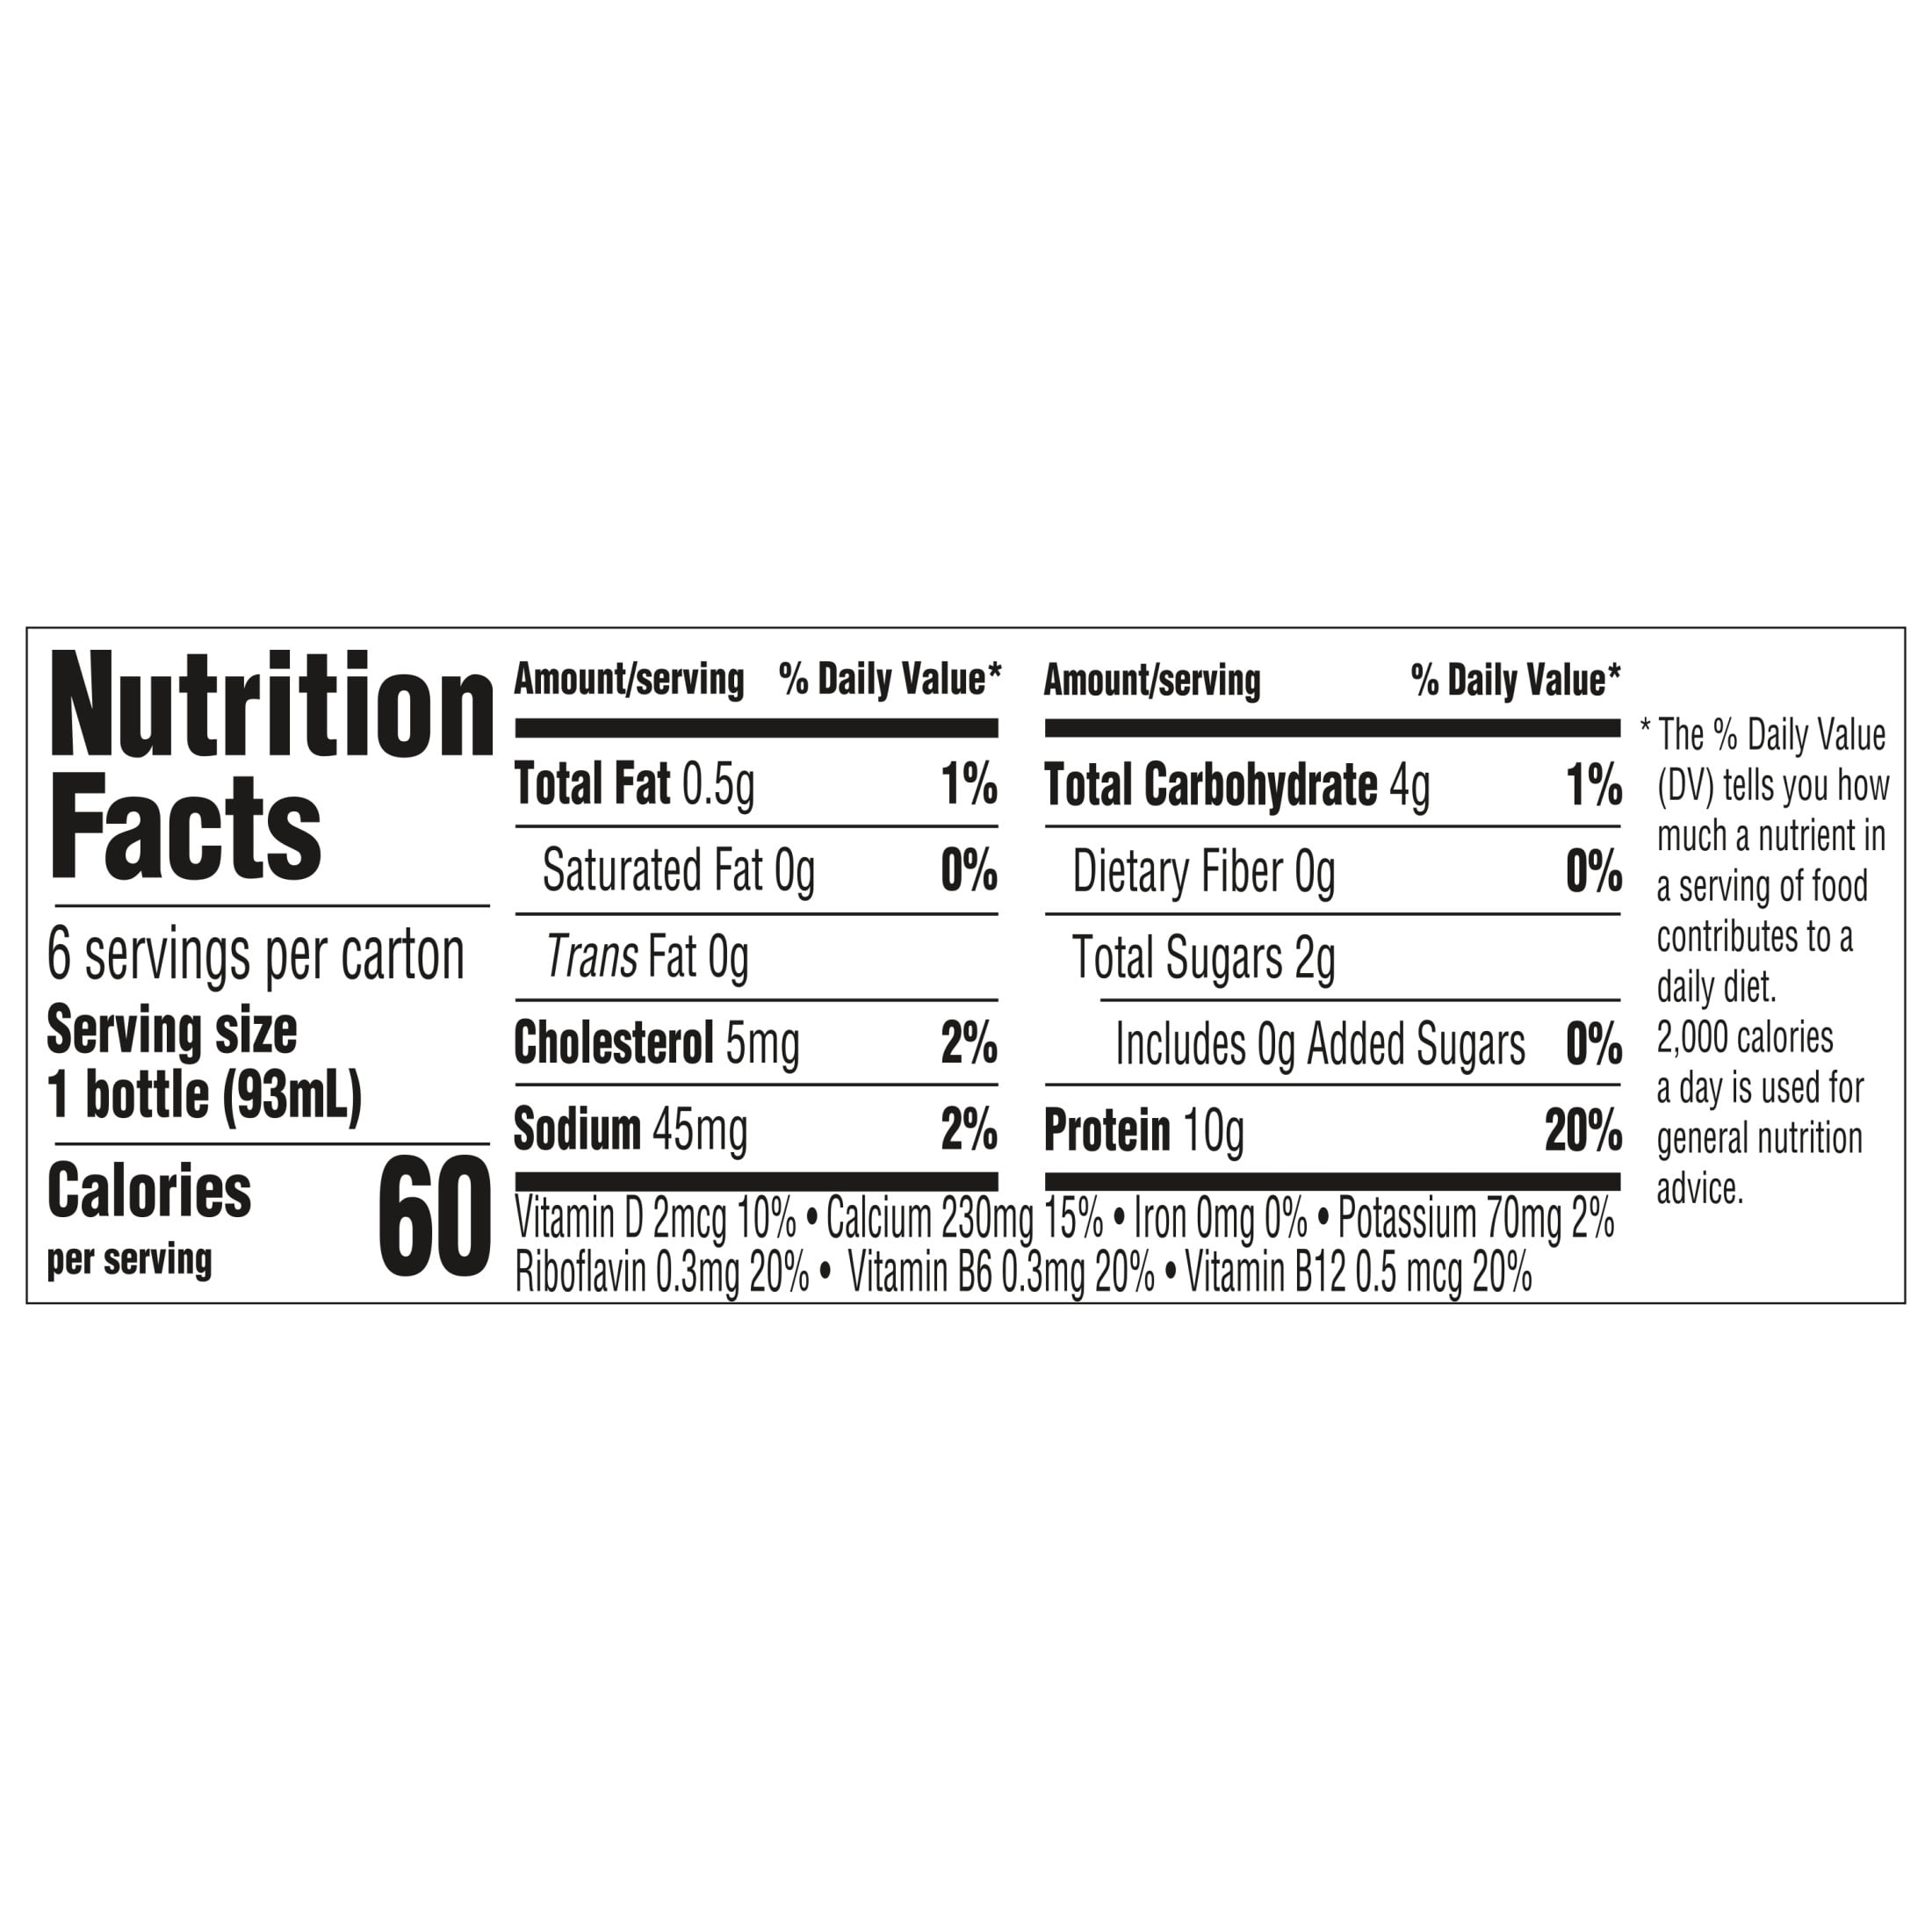 Nutrition
Facts
6 servings per carton
Serving size
1 bottle (93mL)
Calories 60
per serving
Amount/serving % Daily Value*
Total Fat 0.5g 1%
Saturated Fat 0g 0%
Trans Fat 0g
Cholesterol 5mg 2%
Sodium 45mg 2%
Amount/serving % Daily Value*
Total Carbohydrate 4g 1%
Dietary Fiber 0g 0%
Total Sugars 2g
Includes 0g Added Sugars 0%
Protein 10g 20%
Vitamin D 2mcg 10% • Calcium 230mg 15% • Iron 0mg 0% • Potassium 70mg 2%
Riboflavin 0.3mg 20% • Vitamin B6 0.3mg 20% • Vitamin B12 0.5 mcg 20%
* The % Daily Value
(DV) tells you how
much a nutrient in
a serving of food
contributes to a
daily diet.
2,000 calories
a day is used for
general nutrition
advice.